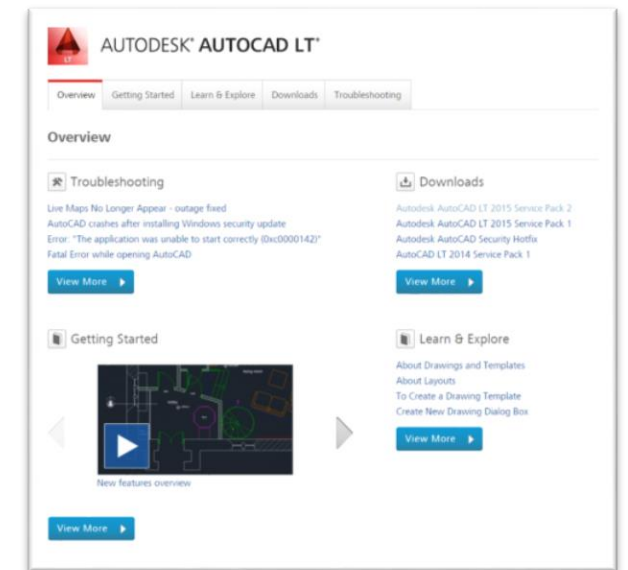 LT
AUTODESK® AUTOCAD LT®
Overview
Getting Started
Learn & Explore
Downloads
Troubleshooting
Overview
Troubleshooting
Live Maps No Longer Appear - outage fixed
AutoCAD crashes after installing Windows security update
Error: "The application was unable to start correctly (0xc0000142)"
Fatal Error while opening AutoCAD
View More
Downloads
Autodesk AutoCAD LT 2015 Service Pack 2
Autodesk AutoCAD LT 2015 Service Pack 1
Autodesk AutoCAD Security Hotfix
AutoCAD LT 2014 Service Pack 1
View More
Getting Started
New features overview
View More
Learn & Explore
About Drawings and Templates
About Layouts
To Create a Drawing Template
Create New Drawing Dialog Box
View More